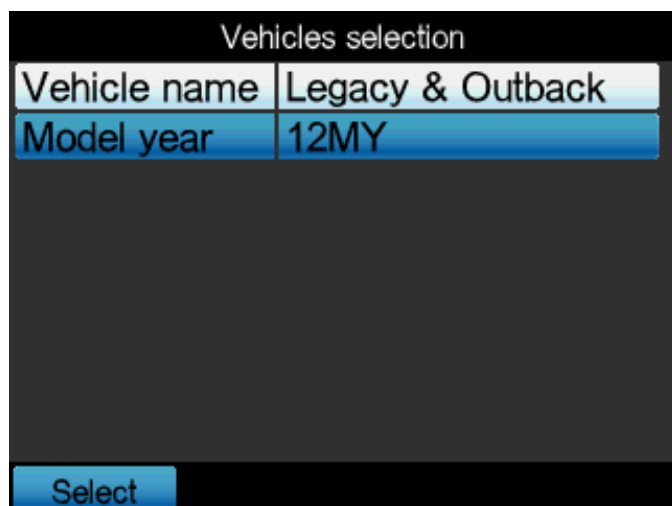 Vehicles selection
Vehicle name Legacy & Outback
Model year 12MY
Select